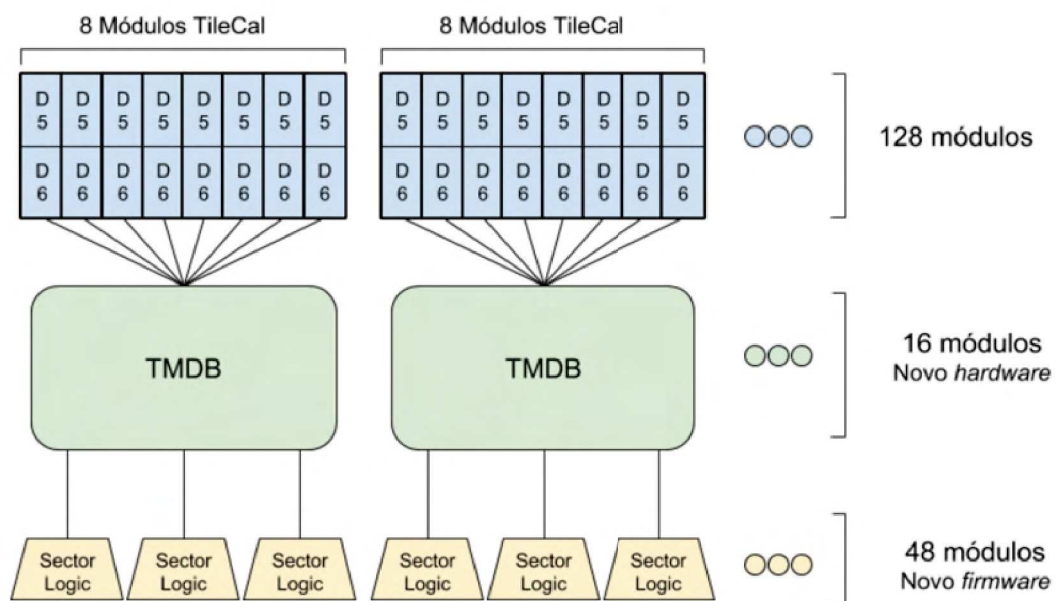 8 Módulos TileCal 8 Módulos TileCal
D D D D D D D D D D D D D D D D
5 5 5 5 5 5 5 5 5 5 5 5 5 5 5 5
128 módulos
D D D D D D D D D D D D D D D D
6 6 6 6 6 6 6 6 6 6 6 6 6 6 6 6
TMDB TMDB
16 módulos
Novo hardware
Sector Sector Sector Sector Sector Sector
Logic Logic Logic Logic Logic Logic
48 módulos
Novo firmware